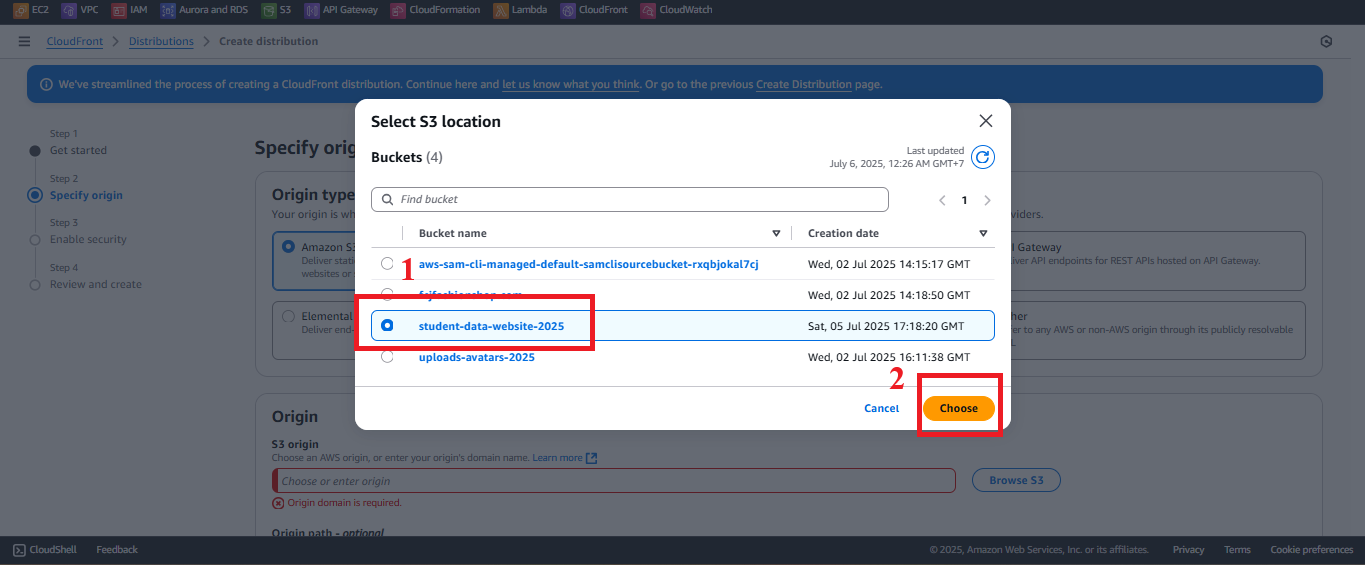 EC2 VPC IAM Aurora and RDS S3 API Gateway CloudFormation Lambda CloudFront CloudWatch
CloudFront > Distributions > Create distribution
We've streamlined the process of creating a CloudFront distribution. Continue here and let us know what you think. Or go to the previous Create Distribution page.
Step 1
Get started
Step 2
Specify origin
Step 3
Enable security
Step 4
Review and create
Specify
Origin type
Your origin is
viders.
Amazon S3
Deliver
websites or
Gateway
API endpoints for REST APIs hosted on API Gateway.
Elemental
Deliver
to any AWS or non-AWS origin through its publicly resolvable
Select S3 location
Buckets (4)
Last updated
July 6, 2025, 12:26 AM GMT+7
Find bucket
1
Bucket name Creation date
1
aws-sam-cli-managed-default-samclisourcebucket-rxqbjokal7cj Wed, 02 Jul 2025 14:15:17 GMT
Wed, 02 Jul 2025 14:18:50 GMT
student-data-website-2025 Sat, 05 Jul 2025 17:18:20 GMT
uploads-avatars-2025 Wed, 02 Jul 2025 16:11:38 GMT
2
Cancel Choose
Origin
S3 origin
Choose an AWS origin, or enter your origin's domain name. Learn more
Choose or enter origin Browse S3
Origin domain is required.
Origin path - optional
CloudShell Feedback © 2025, Amazon Web Services, Inc. or its affiliates. Privacy Terms Cookie preferences